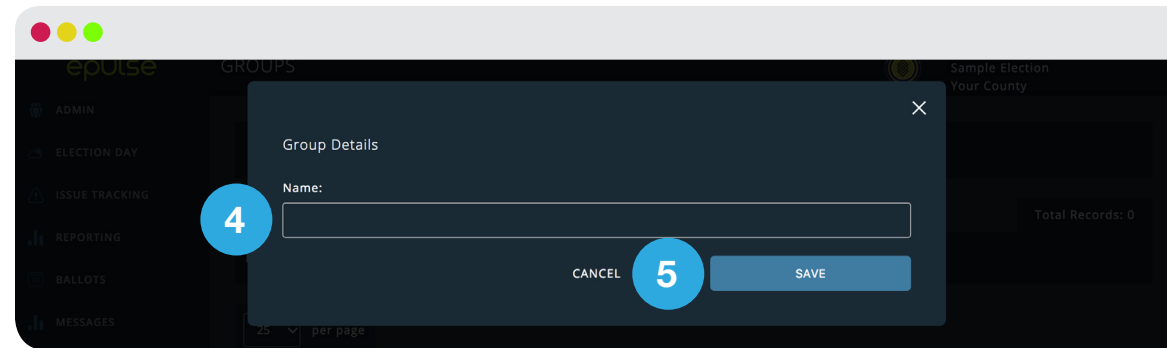 epulse
GROUPS
Sample Election
Your County
ADMIN
ELECTION DAY
ISSUE TRACKING
REPORTING
BALLOTS
MESSAGES
Group Details
Name:
4
CANCEL
5
SAVE
Total Records: 0
25 per page